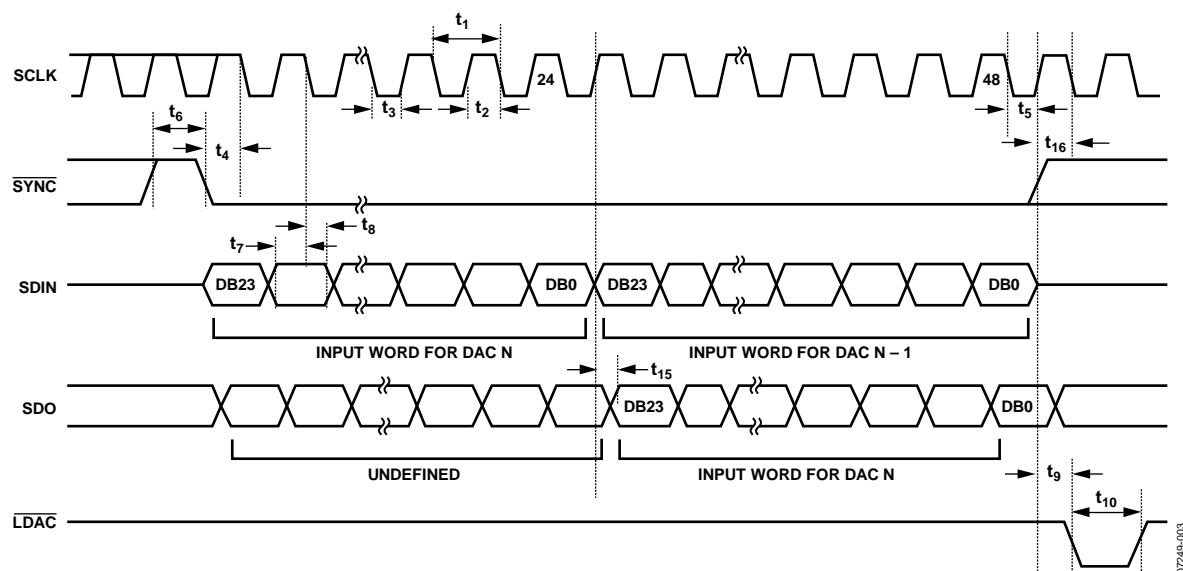 t1
SCLK
24
48
t3
t2
t5
t6
t4
t16
SYNC
t8
t7
SDIN
DB23
DB0
DB23
DB0
INPUT WORD FOR DAC N
INPUT WORD FOR DAC N – 1
t15
SDO
DB23
DB0
UNDEFINED
INPUT WORD FOR DAC N
t9
t10
LDAC
07249-003